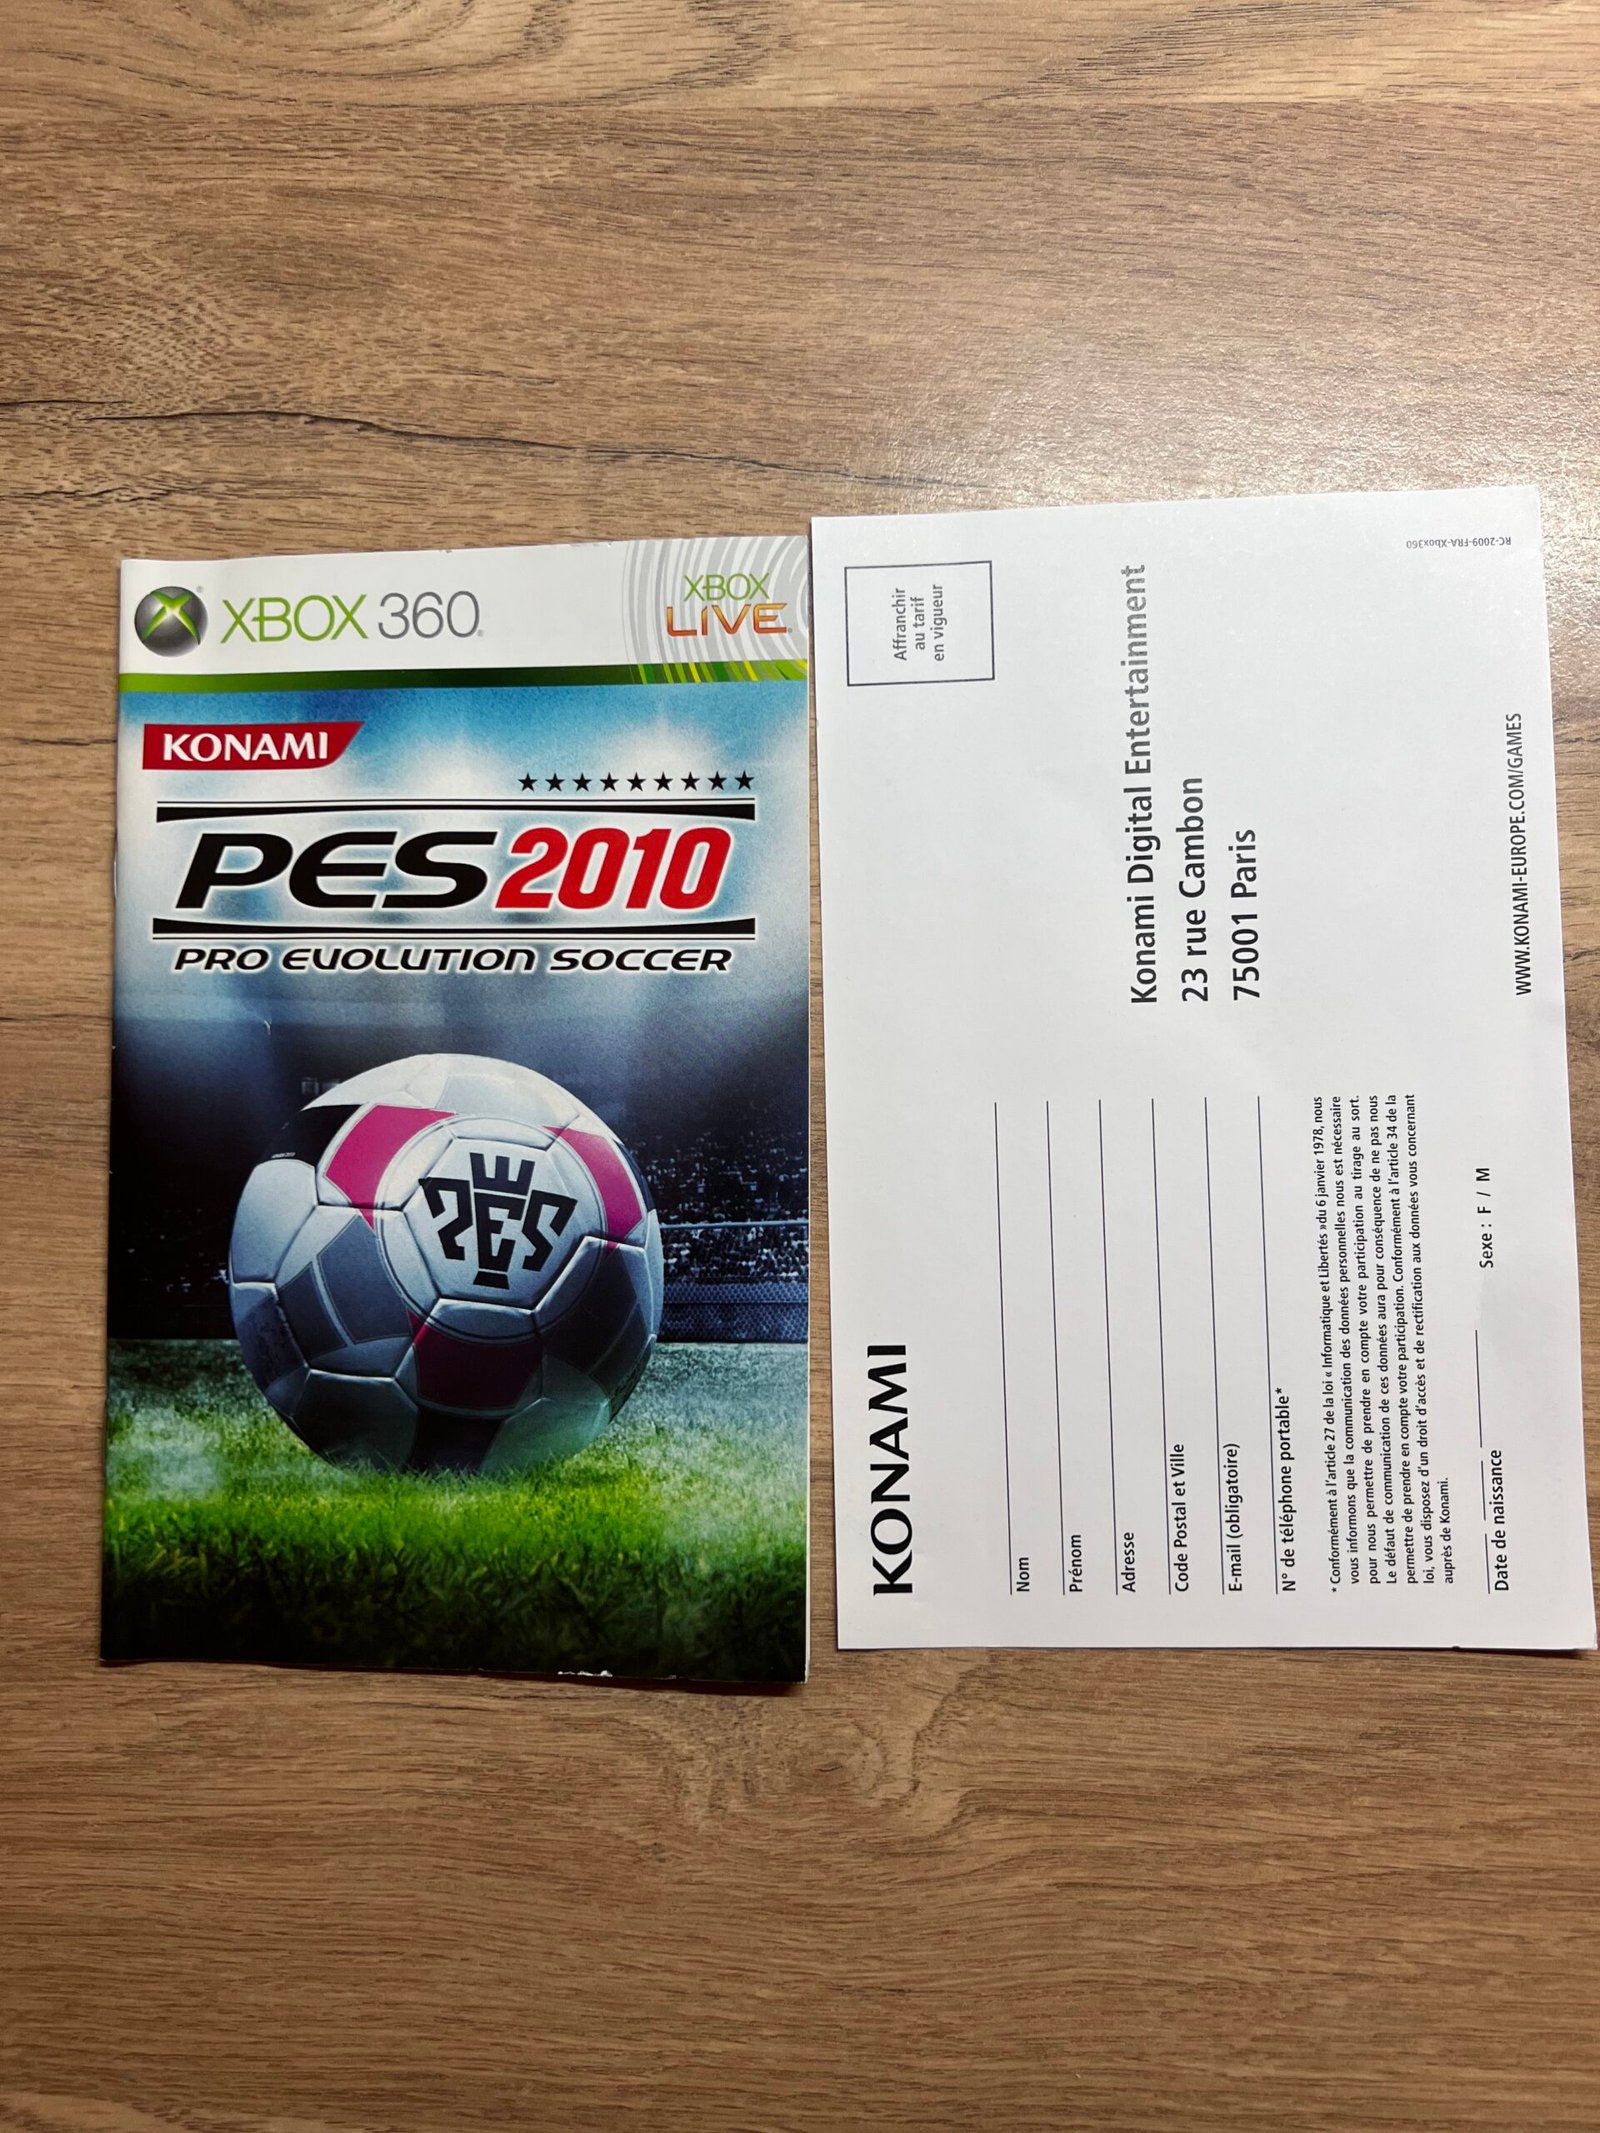 XBOX 360
XBOX
LIVE
KONAMI
PES 2010
PRO EVOLUTION SOCCER
PES
KONAMI
Affranchir
au tarif
en vigueur
Nom
Prénom
Adresse
Code Postal et Ville
E-mail (obligatoire)
N° de téléphone portable*
Konami Digital Entertainment
23 rue Cambon
75001 Paris
* Conformément à l'article 27 de la loi « Informatique et Libertés »du 6 janvier 1978, nous
vous informons que la communication des données personnelles nous est nécessaire
pour nous permettre de prendre en compte votre participation au tirage au sort.
Le défaut de communication de ces données aura pour conséquence de ne pas nous
permettre de prendre en compte votre participation. Conformément à l'article 34 de la
loi, vous disposez d'un droit d'accès et de rectification aux données vous concernant
auprès de Konami.
Date de naissance Sexe : F / M
WWW.KONAMI-EUROPE.COM/GAMES
RC-2009-FRA-Xbox360